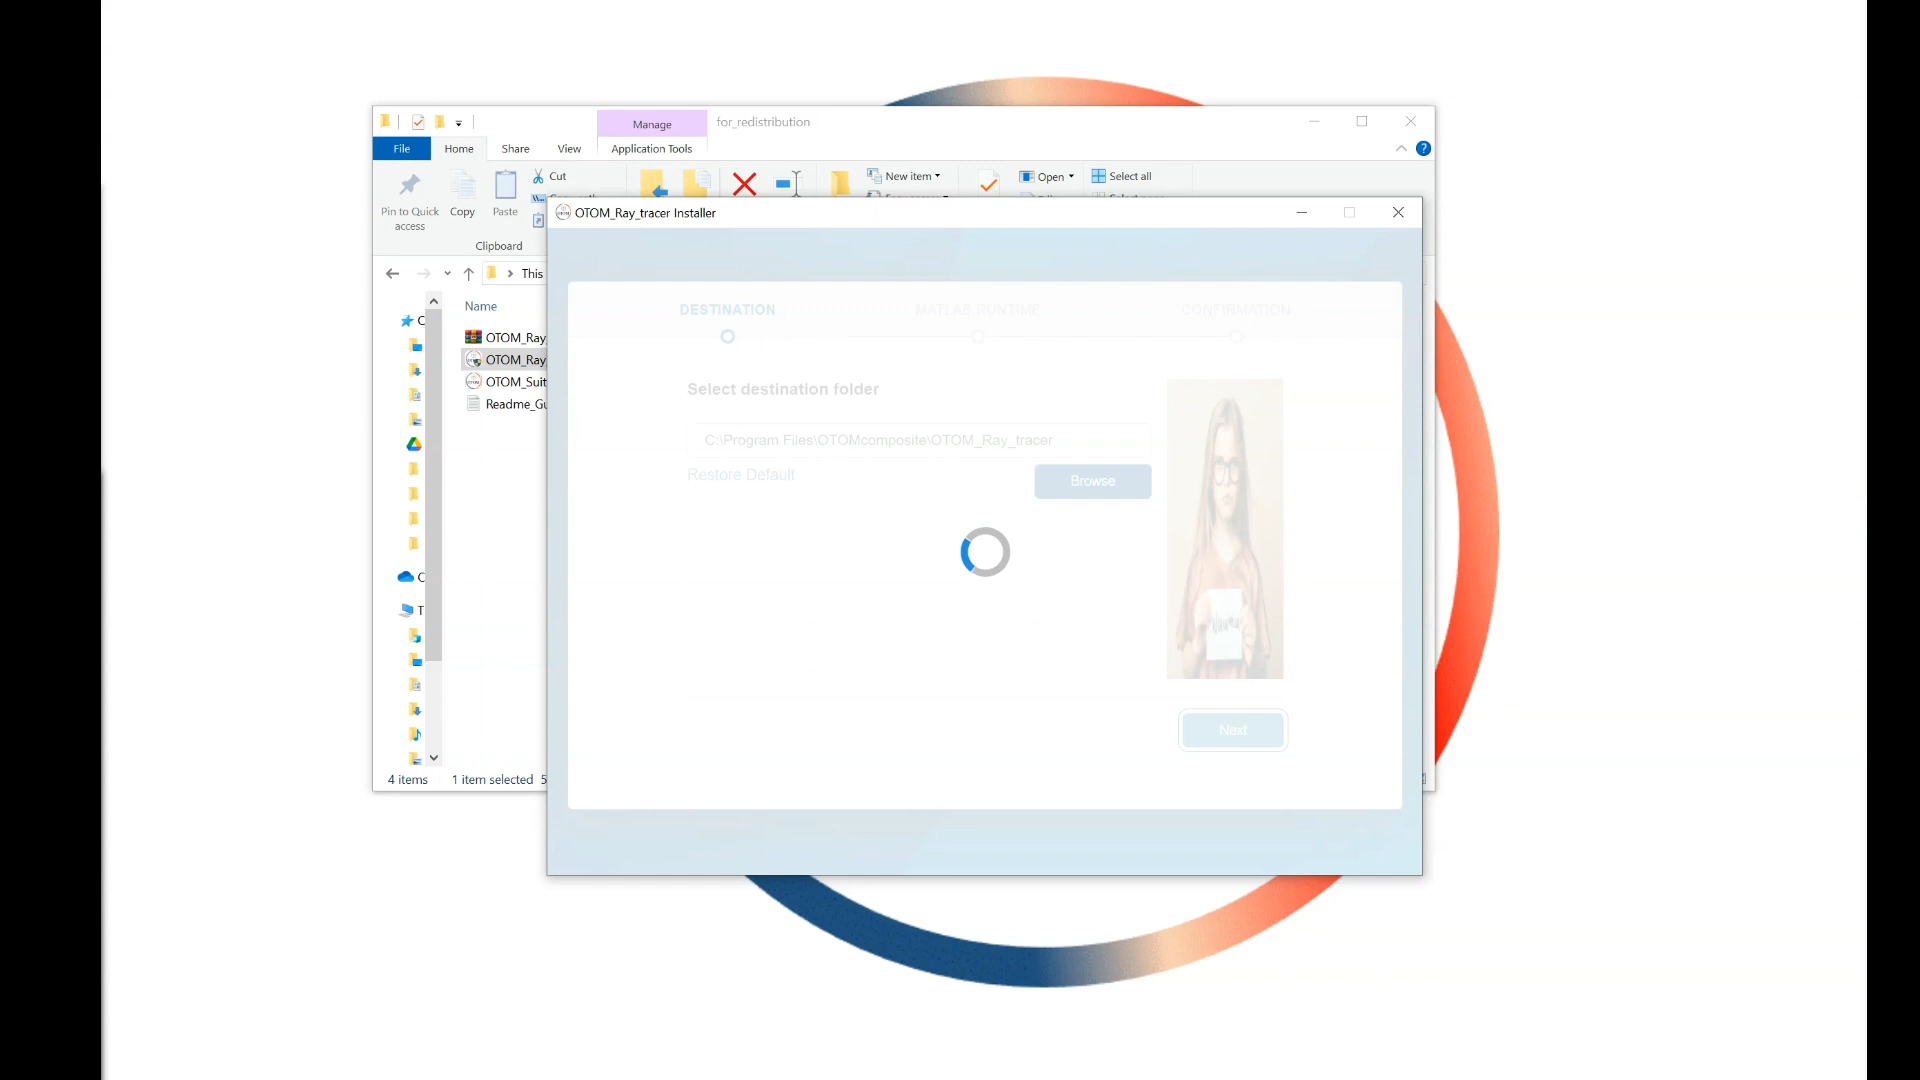 Manage
for_redistribution
File
Home
Share
View
Application Tools
Pin to Quick
access
Copy
Paste
Cut
New item
Open
Select all
Clipboard
This
Name
OTOM_Ray
OTOM_Ray
OTOM_Suit
Readme_Gu
4 items
1 item selected 5
OTOM_Ray_tracer Installer
DESTINATION
MATLAB RUNTIME
CONFIRMATION
Select destination folder
C:\Program Files\OTOMcomposite\OTOM_Ray_tracer
Restore Default
Browse
Next